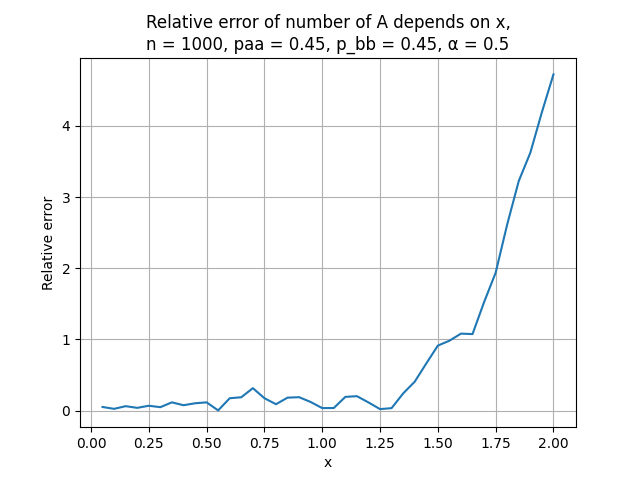 Relative error of number of A depends on x,
n = 1000, paa = 0.45, p_bb = 0.45, α = 0.5
Relative error
4
3
2
1
0
0.00 0.25 0.50 0.75 1.00 1.25 1.50 1.75 2.00
x